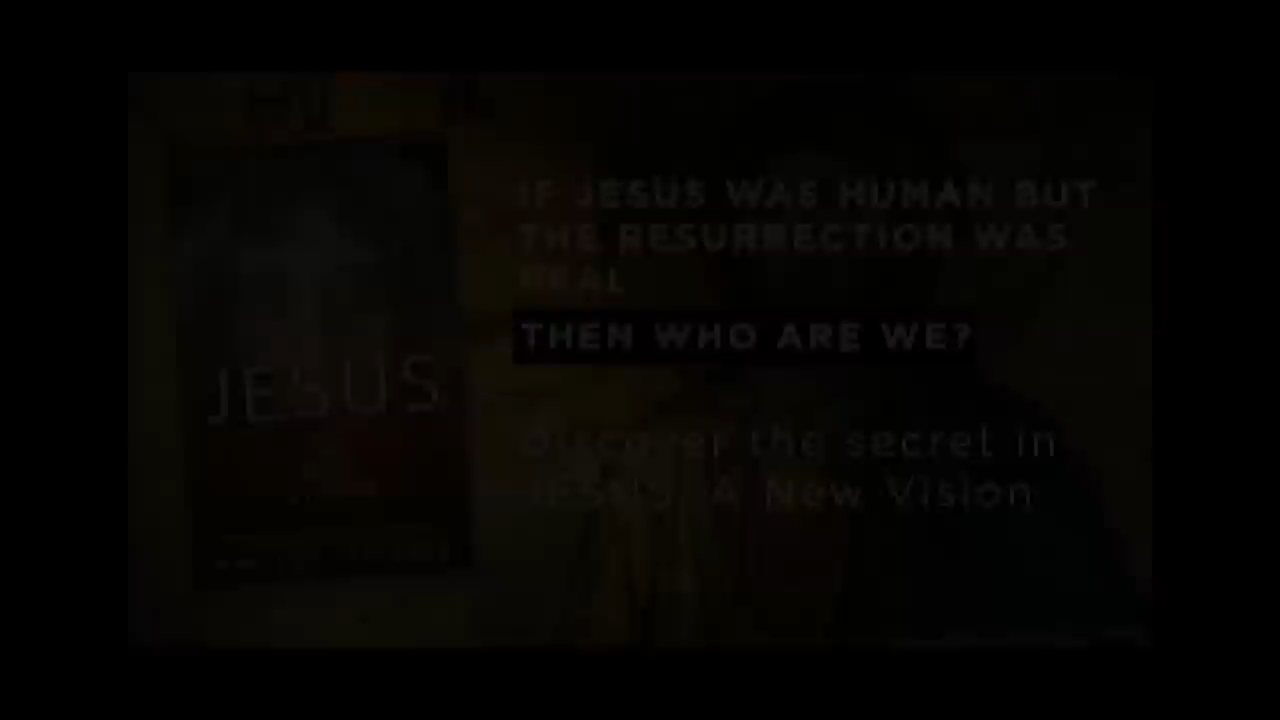 JESUS
IF JESUS WAS HUMAN BUT
THE RESURRECTION WAS
REAL
THEN WHO ARE WE?
Discover the secret in
JESUS: A New Vision